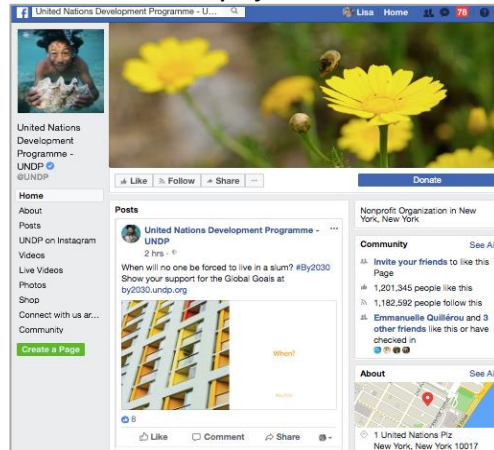 United Nations Development Programme - U...
Lisa Home 78
United Nations
Development
Programme -
UNDP
@UNDP
Home
About
Posts
UNDP on Instagram
Videos
Live Videos
Photos
Shop
Connect with us ar...
Community
Create a Page
Like Follow Share ...
Donate
Posts
United Nations Development Programme -
UNDP
2 hrs ·
When will no one be forced to live in a slum? #By2030
Show your support for the Global Goals at
by2030.undp.org
When?
8
Like Comment Share
Nonprofit Organization in New
York, New York
Community See Al
Invite your friends to like this
Page
1,201,345 people like this
1,182,592 people follow this
Emmanuelle Quillérou and 3
other friends like this or have
checked in
About See Al
1 United Nations Plz
New York, New York 10017